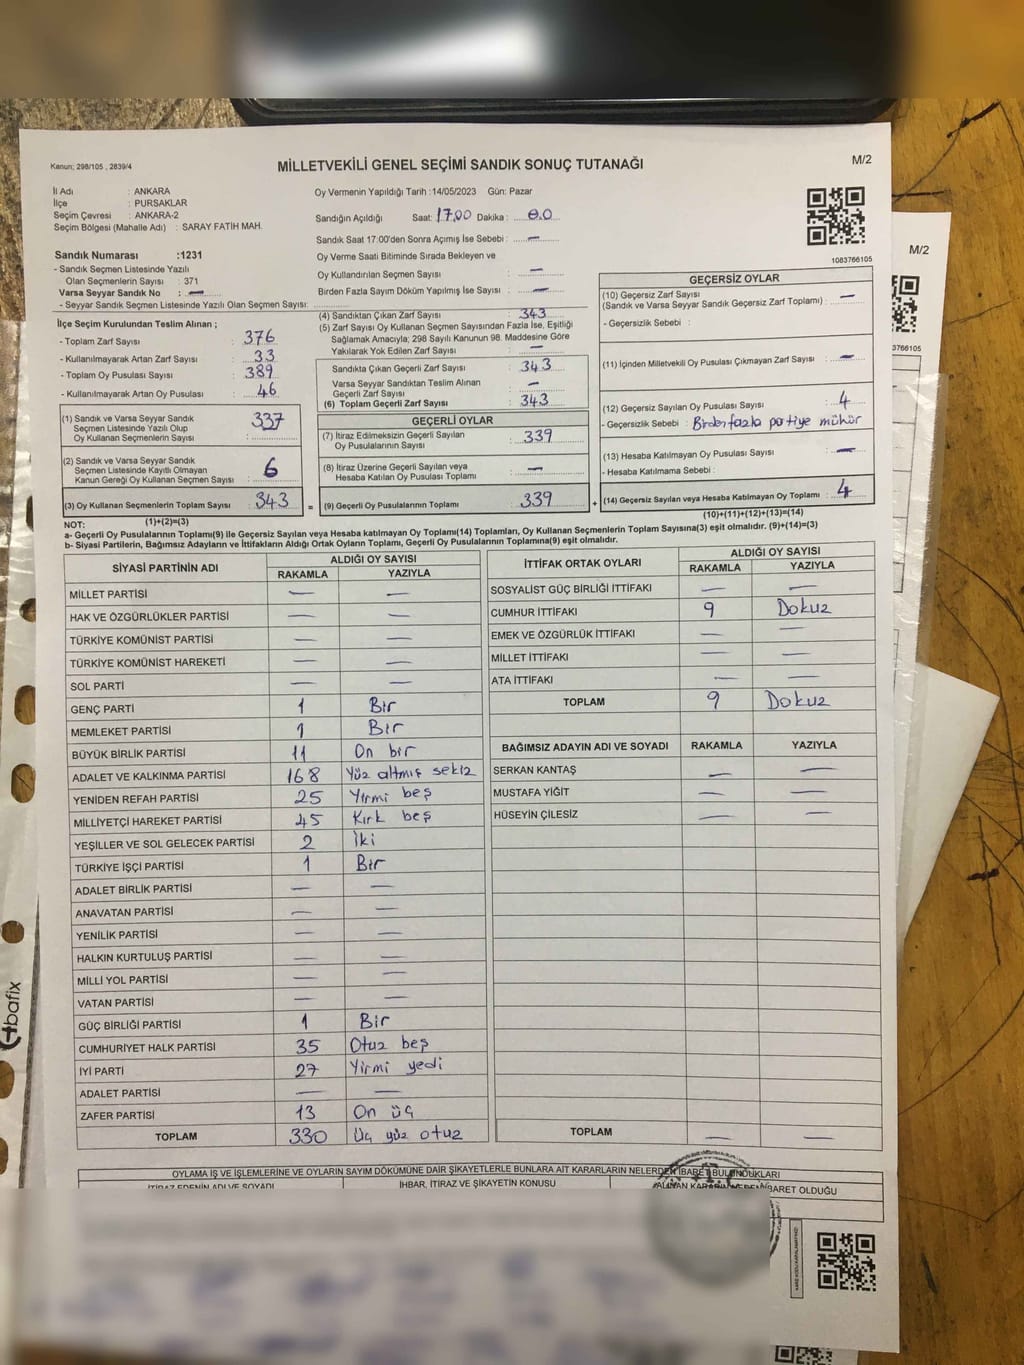 Kanun; 298/105 , 2839/4
MİLLETVEKİLİ GENEL SEÇİMİ SANDIK SONUÇ TUTANAĞI
M/2
İl Adı : ANKARA
İlçe : PURSAKLAR
Seçim Çevresi : ANKARA-2
Seçim Bölgesi (Mahalle Adı) : SARAY FATİH MAH.
Oy Vermenin Yapıldığı Tarih :14/05/2023 Gün: Pazar
Sandığın Açıldığı Saat: 17.00 Dakika : 0.0
Sandık Saat 17:00'den Sonra Açımış İse Sebebi : —
Oy Verme Saati Bitiminde Sırada Bekleyen ve
Oy Kullandırılan Seçmen Sayısı : —
Birden Fazla Sayım Döküm Yapılmış İse Sayısı : —
1083766105
Sandık Numarası :1231
- Sandık Seçmen Listesinde Yazılı
Olan Seçmenlerin Sayısı : 371
Varsa Seyyar Sandık No : —
- Seyyar Sandık Seçmen Listesinde Yazılı Olan Seçmen Sayısı:
İlçe Seçim Kurulundan Teslim Alınan ;
- Toplam Zarf Sayısı : 376
- Kullanılmayarak Artan Zarf Sayısı : 33
- Toplam Oy Pusulası Sayısı : 389
- Kullanılmayarak Artan Oy Pusulası : 46
(1) Sandık ve Varsa Seyyar Sandık
Seçmen Listesinde Yazılı Olup
Oy Kullanan Seçmenlerin Sayısı : 337
(2) Sandık ve Varsa Seyyar Sandık
Seçmen Listesinde Kayıtlı Olmayan
Kanun Gereği Oy Kullanan Seçmen Sayısı : 6
(3) Oy Kullanan Seçmenlerin Toplam Sayısı : 343
(1)+(2)=(3)
(4) Sandıktan Çıkan Zarf Sayısı : 343
(5) Zarf Sayısı Oy Kullanan Seçmen Sayısından Fazla İse, Eşitliği
Sağlamak Amacıyla; 298 Sayılı Kanunun 98. Maddesine Göre
Yakılarak Yok Edilen Zarf Sayısı : —
Sandıkta Çıkan Geçerli Zarf Sayısı : 343
Varsa Seyyar Sandıktan Teslim Alınan
Geçerli Zarf Sayısı : —
(6) Toplam Geçerli Zarf Sayısı : 343
GEÇERLİ OYLAR
(7) İtiraz Edilmeksizin Geçerli Sayılan
Oy Pusulalarının Sayısı : 339
(8) İtiraz Üzerine Geçerli Sayılan veya
Hesaba Katılan Oy Pusulası Toplamı : —
= (9) Geçerli Oy Pusulalarının Toplamı : 339 +
GEÇERSİZ OYLAR
(10) Geçersiz Zarf Sayısı
(Sandık ve Varsa Seyyar Sandık Geçersiz Zarf Toplamı) : —
- Geçersizlik Sebebi :
(11) İçinden Milletvekili Oy Pusulası Çıkmayan Zarf Sayısı : —
(12) Geçersiz Sayılan Oy Pusulası Sayısı : 4
- Geçersizlik Sebebi : Birden fazla partiye mühür
(13) Hesaba Katılmayan Oy Pusulası Sayısı : —
- Hesaba Katılmama Sebebi :
(14) Geçersiz Sayılan veya Hesaba Katılmayan Oy Toplamı : 4
(10)+(11)+(12)+(13)=(14)
NOT:
a- Geçerli Oy Pusulasının Toplamı(9) ile Geçersiz Sayılan veya Hesaba katılmayan Oy Toplamı(14) Toplamları, Oy Kullanan Seçmenlerin Toplam Sayısına(3) eşit olmalıdır. (9)+(14)=(3)
b- Siyasi Partilerin, Bağımsız Adayların ve İttifakların Aldığı Ortak Oyların Toplamı, Geçerli Oy Pusulalarının Toplamına(9) eşit olmalıdır.
SİYASİ PARTİNİN ADI ALDIĞI OY SAYISI
RAKAMLA YAZIYLA
MİLLET PARTİSİ — —
HAK VE ÖZGÜRLÜKLER PARTİSİ — —
TÜRKİYE KOMÜNİST PARTİSİ — —
TÜRKİYE KOMÜNİST HAREKETİ — —
SOL PARTİ — —
GENÇ PARTİ 1 Bir
MEMLEKET PARTİSİ 1 Bir
BÜYÜK BİRLİK PARTİSİ 11 On bir
ADALET VE KALKINMA PARTİSİ 168 Yüz altmış sekiz
YENİDEN REFAH PARTİSİ 25 Yirmi beş
MİLLİYETÇİ HAREKET PARTİSİ 45 Kırk beş
YEŞİLLER VE SOL GELECEK PARTİSİ 2 İki
TÜRKİYE İŞÇİ PARTİSİ 1 Bir
ADALET BİRLİK PARTİSİ — —
ANAVATAN PARTİSİ — —
YENİLİK PARTİSİ — —
HALKIN KURTULUŞ PARTİSİ — —
MİLLİ YOL PARTİSİ — —
VATAN PARTİSİ — —
GÜÇ BİRLİĞİ PARTİSİ 1 Bir
CUMHURİYET HALK PARTİSİ 35 Otuz beş
İYİ PARTİ 27 Yirmi yedi
ADALET PARTİSİ — —
ZAFER PARTİSİ 13 On üç
TOPLAM 330 Üç yüz otuz
İTTİFAK ORTAK OYLARI ALDIĞI OY SAYISI
RAKAMLA YAZIYLA
SOSYALİST GÜÇ BİRLİĞİ İTTİFAKI — —
CUMHUR İTTİFAKI 9 Dokuz
EMEK VE ÖZGÜRLÜK İTTİFAKI — —
MİLLET İTTİFAKI — —
ATA İTTİFAKI — —
TOPLAM 9 Dokuz
BAĞIMSIZ ADAYIN ADI VE SOYADI RAKAMLA YAZIYLA
SERKAN KANTAŞ — —
MUSTAFA YİĞİT — —
HÜSEYİN ÇİLESİZ — —
TOPLAM — —
OYLAMA İŞ VE İŞLEMLERİNE VE OYLARIN SAYIM DÖKÜMÜNE DAİR ŞİKAYETLERLE BUNLARA AİT KARARLARIN NELERDEN İBARET BULUNDUKLARI
İTİRAZ EDENİN ADI VE SOYADI İHBAR, İTİRAZ VE ŞİKAYETİN KONUSU ALINAN KARARIN NEDEN İBARET OLDUĞU
M/2
3766105
bafix